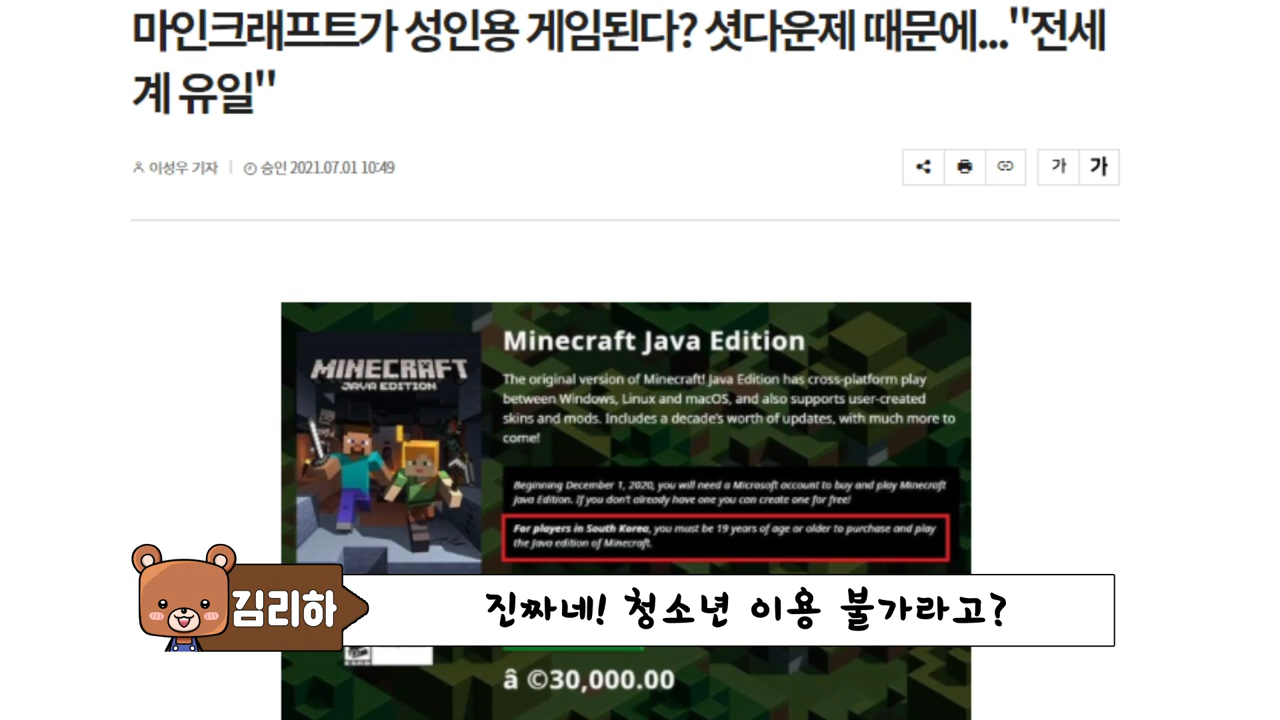 마인크래프트가 성인용 게임된다? 셧다운제 때문에..."전세
계 유일"
이성우 기자
승인 2021.07.01 10:49
가 가
MINECRAFT
JAVA EDITION
Minecraft Java Edition
The original version of Minecraft! Java Edition has cross-platform play
between Windows, Linux and macOS, and also supports user-created
skins and mods. Includes a decade's worth of updates, with much more to
come!
Beginning December 1, 2020, you will need a Microsoft account to buy and play Minecraft
Java Edition. If you don't already have one you can create one for free!
For players in South Korea, you must be 19 years of age or older to purchase and play
the Java edition of Minecraft.
김리하
진짜네! 청소년 이용 불가라고?
â ©30,000.00